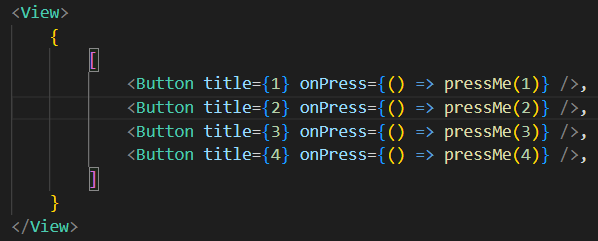 <View>
    {
        [
            <Button title={1} onPress={() => pressMe(1)} />,
            <Button title={2} onPress={() => pressMe(2)} />,
            <Button title={3} onPress={() => pressMe(3)} />,
            <Button title={4} onPress={() => pressMe(4)} />,
        ]
    }
</View>